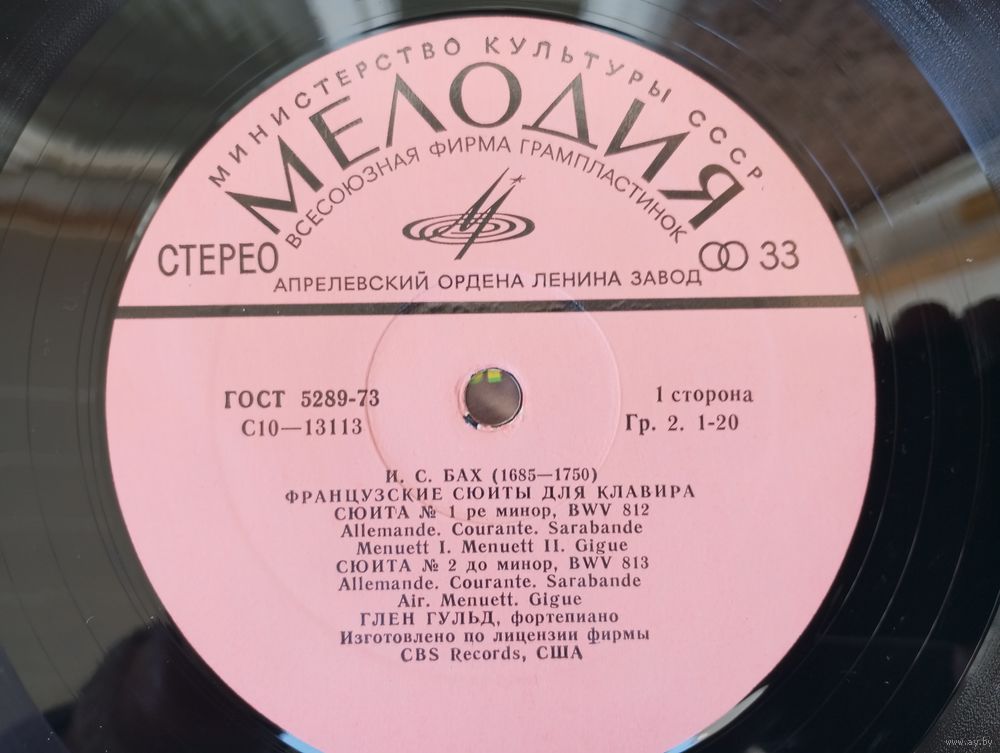 МИНИСТЕРСТВО КУЛЬТУРЫ СССР
МЕЛОДИЯ
ВСЕСОЮЗНАЯ ФИРМА ГРАМПЛАСТИНОК
СТЕРЕО
33
АПРЕЛЕВСКИЙ ОРДЕНА ЛЕНИНА ЗАВОД
ГОСТ 5289-73
С10—13113
1 сторона
Гр. 2. 1-20
И. С. БАХ (1685—1750)
ФРАНЦУЗСКИЕ СЮИТЫ ДЛЯ КЛАВИРА
СЮИТА № 1 ре минор, BWV 812
Allemande. Courante. Sarabande
Menuett I. Menuett II. Gigue
СЮИТА № 2 до минор, BWV 813
Allemande. Courante. Sarabande
Air. Menuett. Gigue
ГЛЕН ГУЛЬД, фортепиано
Изготовлено по лицензии фирмы
CBS Records, США
www.ay.by